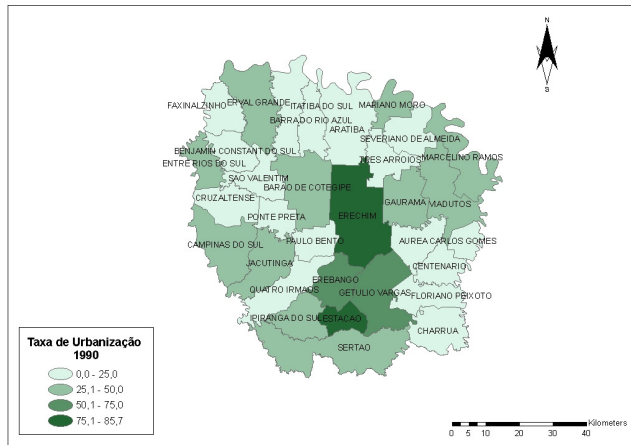 N
S
FAXINALZINHO
ERVAL GRANDE
ITATIBA DO SUL
MARIANO MORO
BARRA DO RIO AZUL
ARATIBA
SEVERIANO DE ALMEIDA
BENJAMIN CONSTANT DO SUL
ENTRE RIOS DO SUL
TRES ARROIOS
MARCELINO RAMOS
SAO VALENTIM
BARAO DE COTEGIPE
CRUZALTENSE
GAURAMA
VIADUTOS
PONTE PRETA
ERECHIM
CAMPINAS DO SUL
PAULO BENTO
AUREA
CARLOS GOMES
JACUTINGA
CENTENARIO
EREBANGO
QUATRO IRMAOS
GETULIO VARGAS
FLORIANO PEIXOTO
IPIRANGA DO SUL
ESTACAO
CHARRUA
SERTAO
Taxa de Urbanização
1990
0,0 - 25,0
25,1 - 50,0
50,1 - 75,0
75,1 - 85,7
Kilometers
0 5 10 20 30 40